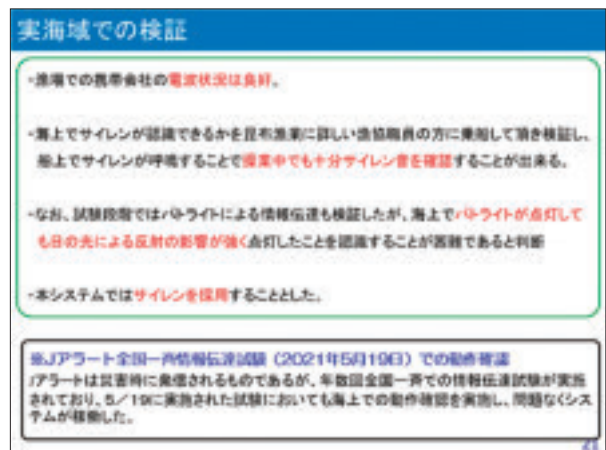 実海域での検証
・漁場での携帯会社の電波状況は良好。
・海上でサイレンが認識できるかを昆布漁業に詳しい漁協職員の方に乗船して頂き検証し、
船上でサイレンが呼鳴することで操業中でも十分サイレン音を確認することが出来る。
・なお、試験段階ではパトライトによる情報伝達も検証したが、海上でパトライトが点灯して
も日の光による反射の影響が強く点灯したことを認識することが困難であると判断
・本システムではサイレンを採用することとした。
※Jアラート全国一斉情報伝達試験（2021年5月19日）での動作確認
Jアラートは災害時に発信されるものであるが、年数回全国一斉での情報伝達試験が実施
されており、5／19に実施された試験においても海上での動作確認を実施し、問題なくシス
テムが稼働した。